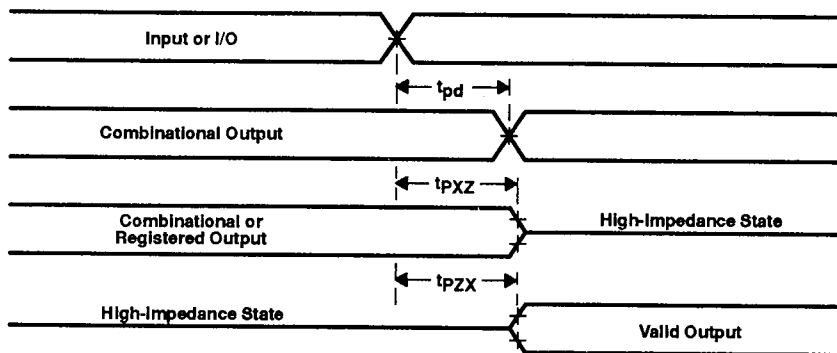 Input or I/O
tpd
Combinational Output
tPXZ
Combinational or
Registered Output
High-Impedance State
tPZX
High-Impedance State
Valid Output